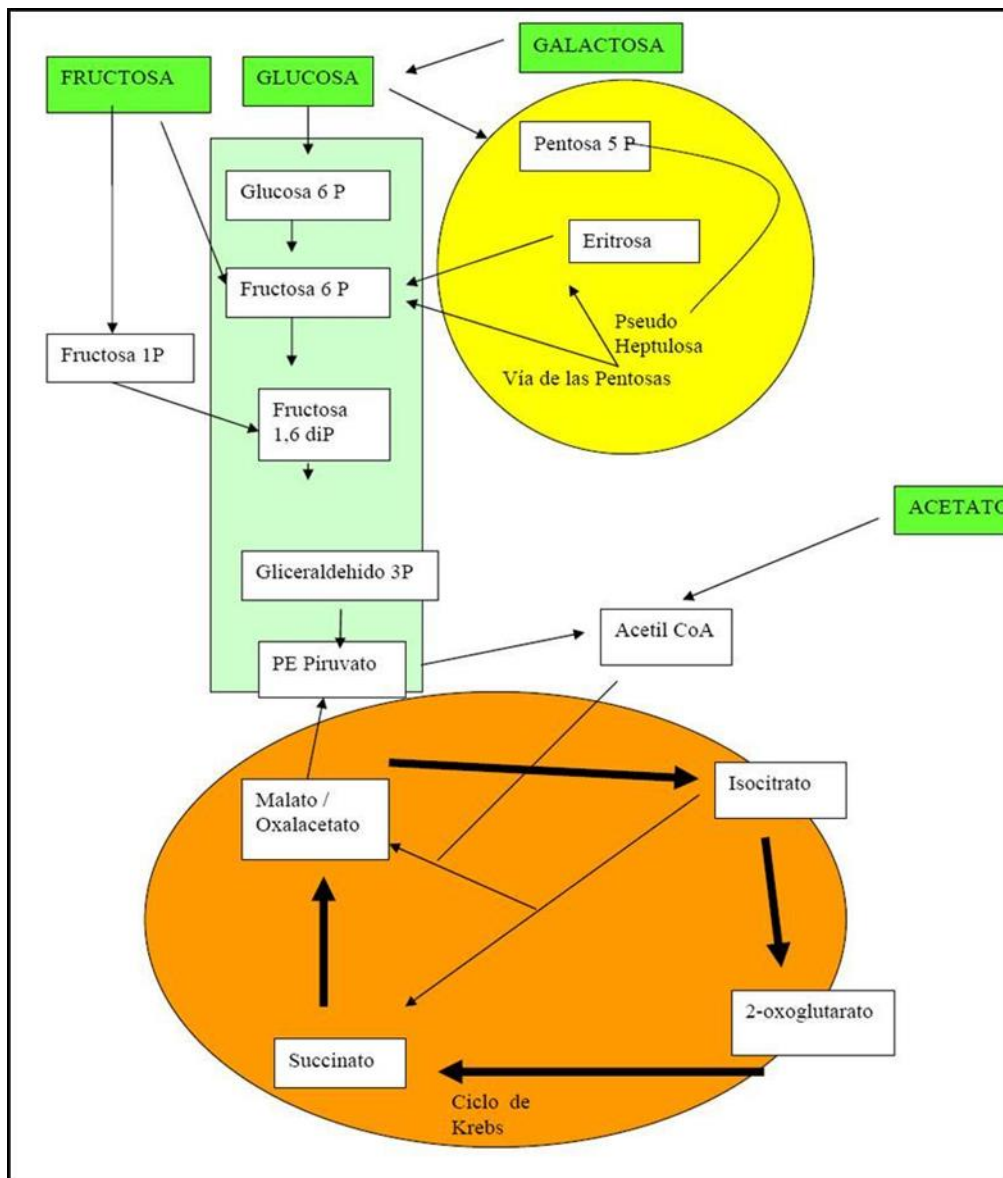 GALACTOSA
FRUCTOSA
GLUCOSA
Pentosa 5 P
Glucosa 6 P
Eritrosa
Fructosa 6 P
Pseudo
Heptulosa
Fructosa 1P
Vía de las Pentosas
Fructosa
1,6 diP
ACETATO
Gliceraldehido 3P
Acetil CoA
PE Piruvato
Isocitrato
Malato /
Oxalacetato
2-oxoglutarato
Succinato
Ciclo de
Krebs